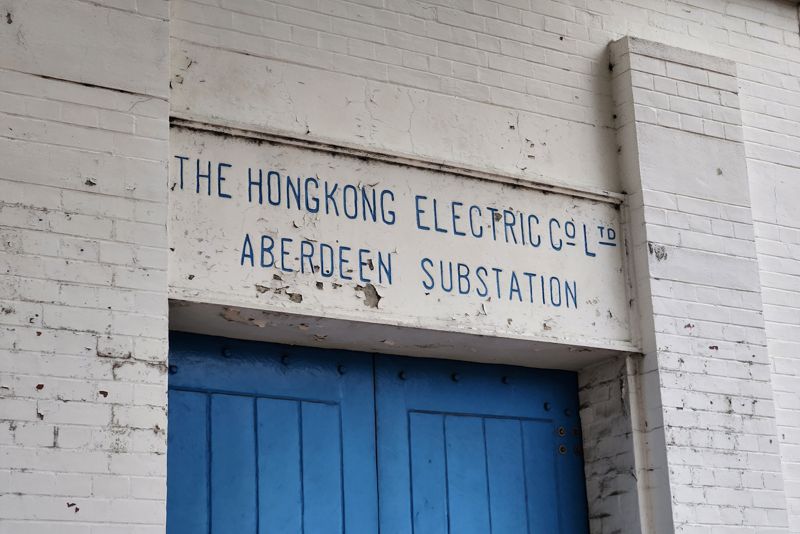 THE HONGKONG ELECTRIC Cº LTD
ABERDEEN SUBSTATION